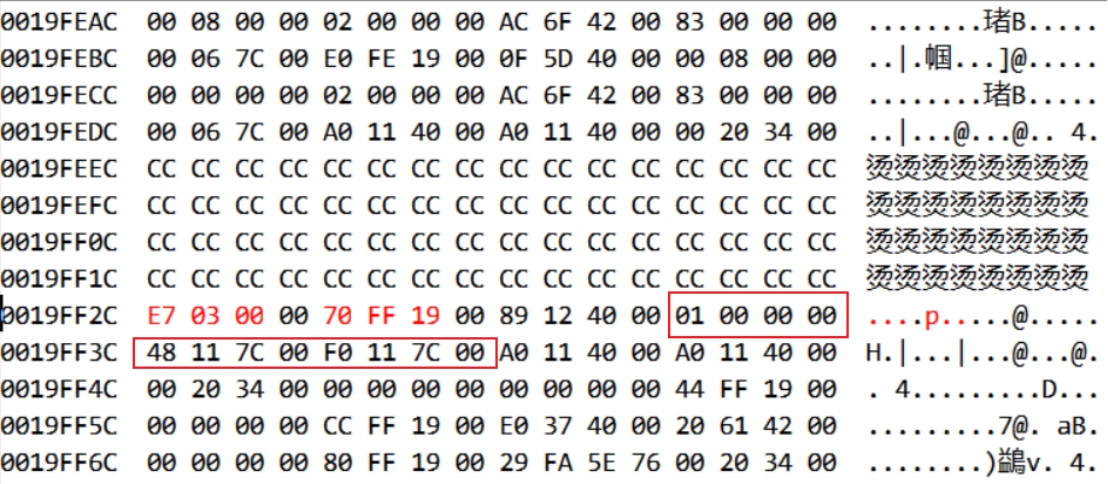 0019FEAC 00 08 00 00 02 00 00 00 AC 6F 42 00 83 00 00 00 ........瑃B.....
0019FEBC 00 06 7C 00 E0 FE 19 00 0F 5D 40 00 00 08 00 00 ..|.帼...]@.....
0019FECC 00 00 00 00 02 00 00 00 AC 6F 42 00 83 00 00 00 ........瑃B.....
0019FEDC 00 06 7C 00 A0 11 40 00 A0 11 40 00 00 20 34 00 ..|...@...@.. 4.
0019FEEC CC CC CC CC CC CC CC CC CC CC CC CC CC CC CC CC 烫烫烫烫烫烫烫烫
0019FEFC CC CC CC CC CC CC CC CC CC CC CC CC CC CC CC CC 烫烫烫烫烫烫烫烫
0019FF0C CC CC CC CC CC CC CC CC CC CC CC CC CC CC CC CC 烫烫烫烫烫烫烫烫
0019FF1C CC CC CC CC CC CC CC CC CC CC CC CC CC CC CC CC 烫烫烫烫烫烫烫烫
0019FF2C E7 03 00 00 70 FF 19 00 89 12 40 00 01 00 00 00 ....p.....@.....
0019FF3C 48 11 7C 00 F0 11 7C 00 A0 11 40 00 A0 11 40 00 H.|...|...@...@.
0019FF4C 00 20 34 00 00 00 00 00 00 00 00 00 44 FF 19 00 . 4.........D...
0019FF5C 00 00 00 00 CC FF 19 00 E0 37 40 00 20 61 42 00 .........7@. aB.
0019FF6C 00 00 00 00 80 FF 19 00 29 FA 5E 76 00 20 34 00 ........)鷁v. 4.